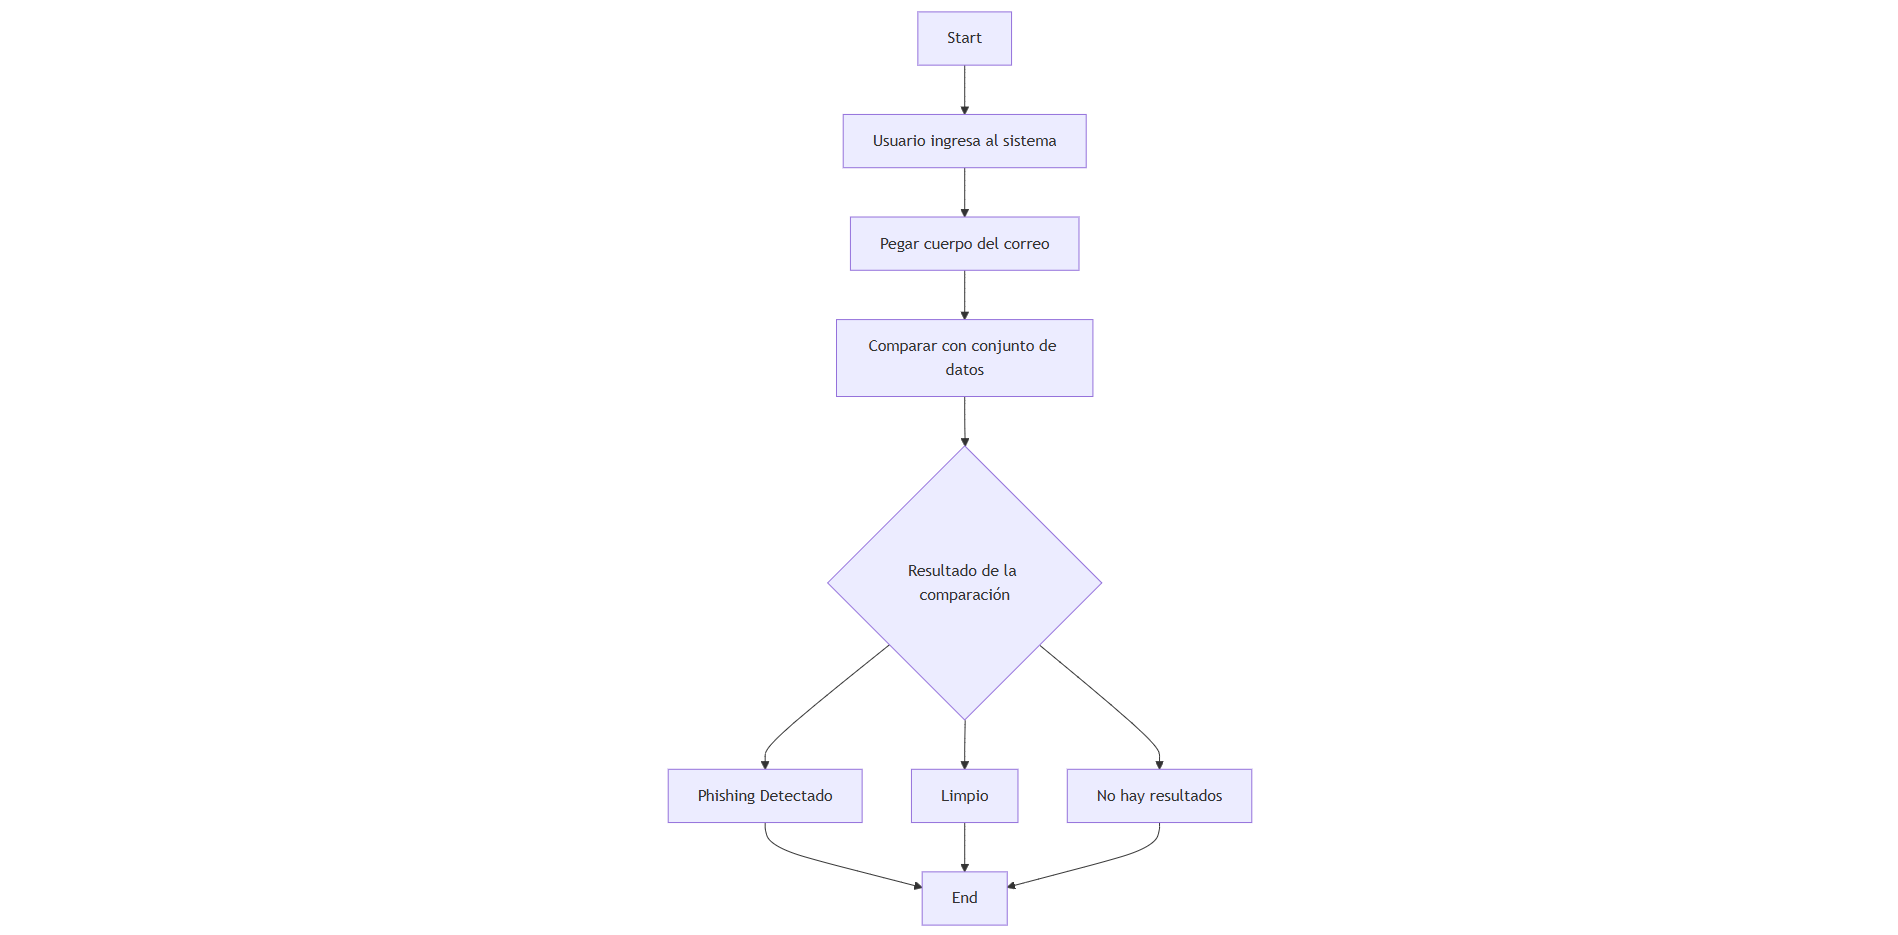 Start
Usuario ingresa al sistema
Pegar cuerpo del correo
Comparar con conjunto de
datos
Resultado de la
comparación
Phishing Detectado
Limpio
No hay resultados
End